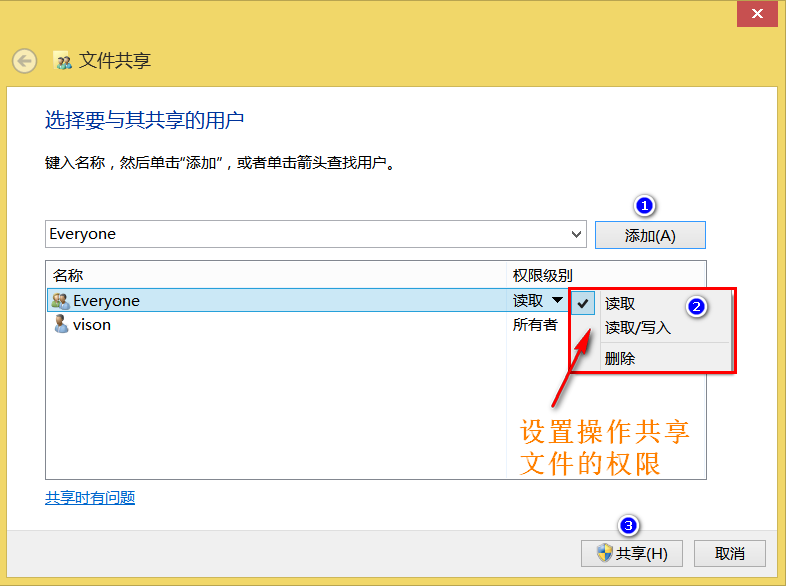 文件共享
选择要与其共享的用户
键入名称，然后单击“添加”，或者单击箭头查找用户。
1
Everyone
添加(A)
名称 权限级别
Everyone 读取
读取 2
vison 所有者
读取/写入
删除
设置操作共享
文件的权限
共享时有问题
3
共享(H) 取消